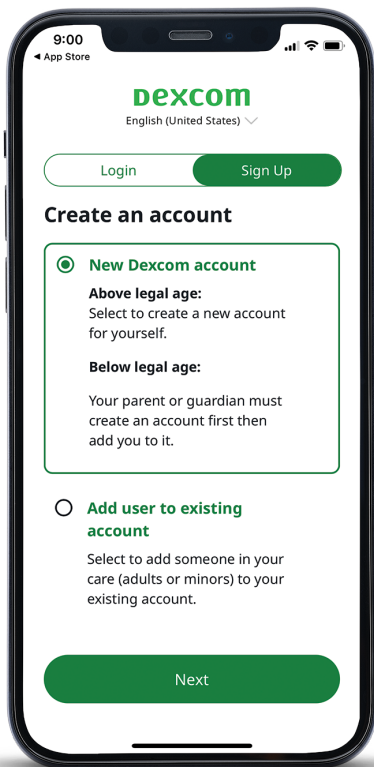 9:00
◀ App Store
Dexcom
English (United States)
Login
Sign Up
Create an account
New Dexcom account
Above legal age:
Select to create a new account
for yourself.
Below legal age:
Your parent or guardian must
create an account first then
add you to it.
Add user to existing
account
Select to add someone in your
care (adults or minors) to your
existing account.
Next